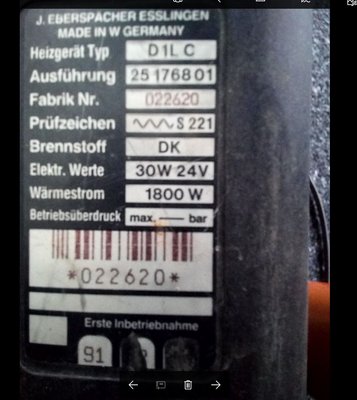 J. EBERSPÄCHER ESSLINGEN
MADE IN W GERMANY
Heizgerät Typ D1L C
Ausführung 25 1768 01
Fabrik Nr. 022620
Prüfzeichen S 221
Brennstoff DK
Elektr. Werte 30W 24V
Wärmestrom 1800 W
Betriebsüberdruck max. — bar
*022620*
Erste Inbetriebnahme
91